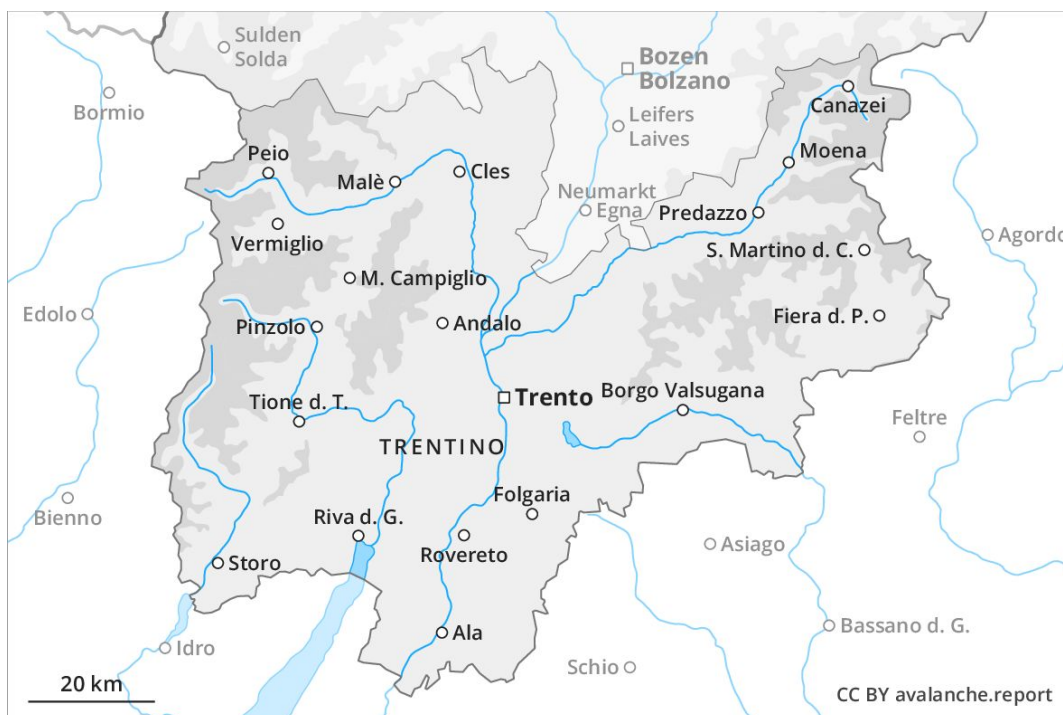 Sulden
Solda
Bozen
Bolzano
Bormio
Canazei
Leifers
Laives
Peio
Moena
Malè
Cles
Neumarkt
Egna
Predazzo
Vermiglio
Agordo
S. Martino d. C.
M. Campiglio
Edolo
Pinzolo
Andalo
Fiera d. P.
Trento
Borgo Valsugana
Tione d. T.
Feltre
TRENTINO
Folgaria
Bienno
Riva d. G.
Rovereto
Asiago
Storo
Ala
Bassano d. G.
Idro
Schio
20 km
CC BY avalanche.report